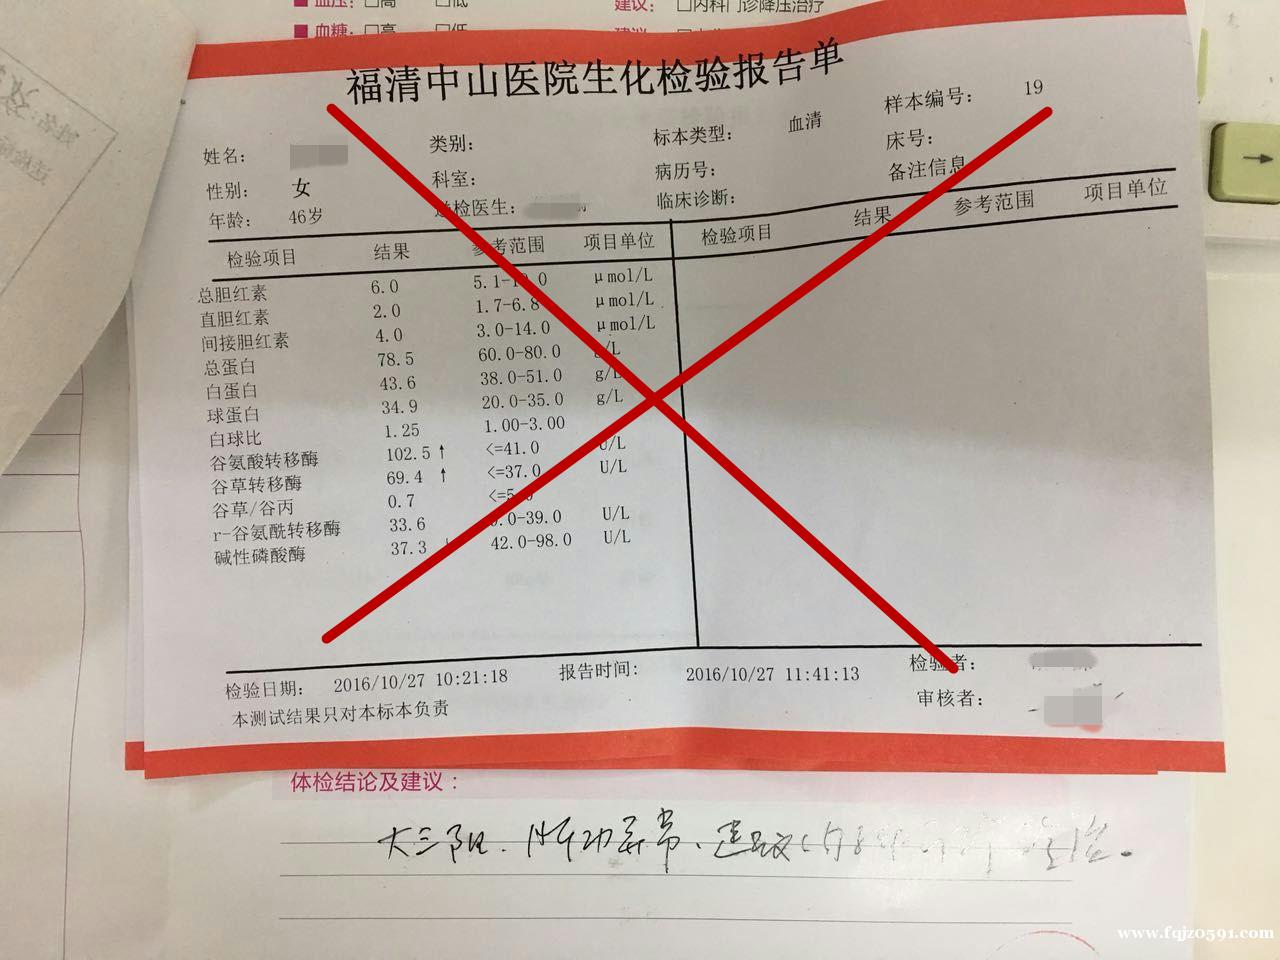 血压：□高 □低 建议：□内科门诊降压治疗
血糖：□高 □低
福清中山医院生化检验报告单
姓名： 类别： 标本类型： 血清 样本编号： 19
性别： 女 科室： 病历号： 床号：
年龄： 46岁 送检医生： 临床诊断： 备注信息
检验项目 结果 参考范围 项目单位 检验项目 结果 参考范围 项目单位
总胆红素 6.0 μmol/L
直胆红素 2.0 1.7-6.8 μmol/L
间接胆红素 4.0 3.0-14.0 μmol/L
总蛋白 78.5 60.0-80.0 g/L
白蛋白 43.6 38.0-51.0 g/L
球蛋白 34.9 20.0-35.0 g/L
白球比 1.25 1.00-3.00
谷氨酸转移酶 102.5 ↑ <=41.0 U/L
谷草转移酶 69.4 ↑ <=37.0 U/L
谷草/谷丙 0.7
r-谷氨酰转移酶 33.6 U/L
碱性磷酸酶 37.3 42.0-98.0 U/L
检验日期： 2016/10/27 10:21:18 报告时间： 2016/10/27 11:41:13 检验者：
本测试结果只对本标本负责 审核者：
体检结论及建议：
大三阳、肝功异常、建议
www.fqjz0591.com